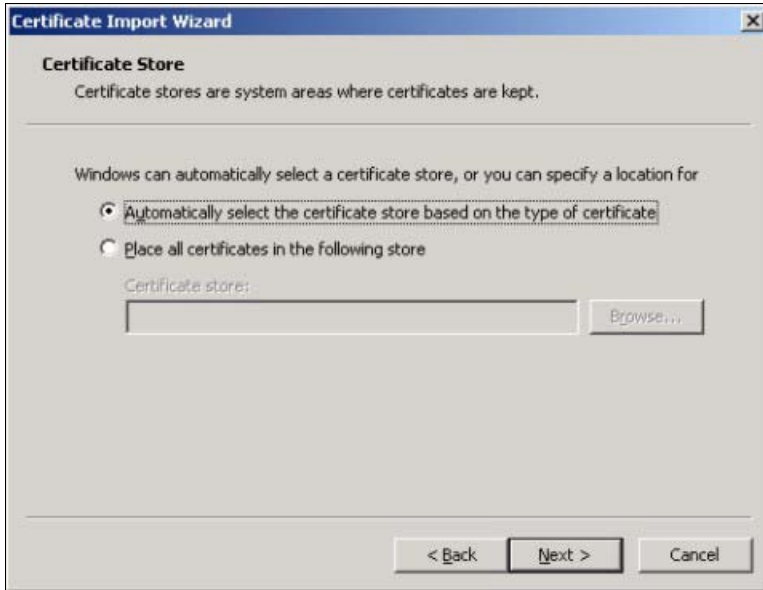 Certificate Import Wizard
Certificate Store
Certificate stores are system areas where certificates are kept.
Windows can automatically select a certificate store, or you can specify a location for
Automatically select the certificate store based on the type of certificate
Place all certificates in the following store
Certificate store:
Browse...
< Back Next > Cancel